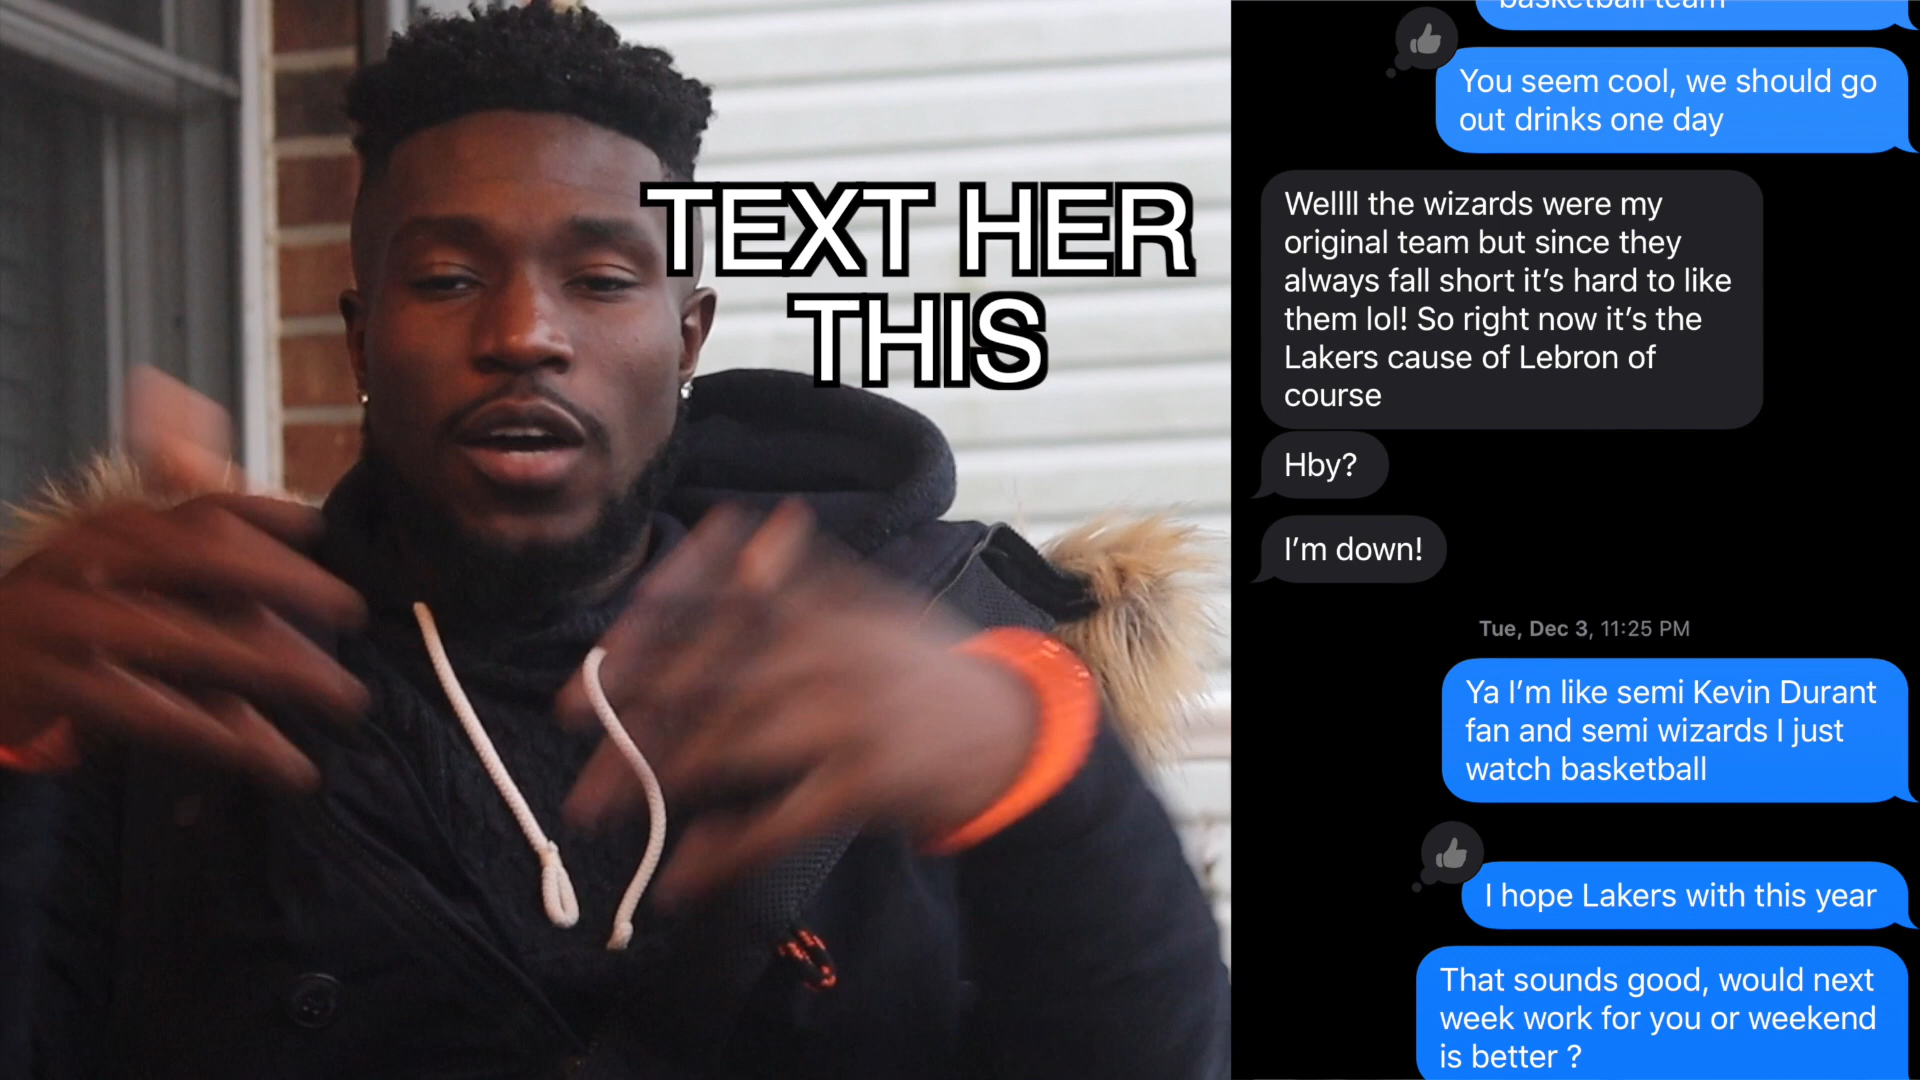 TEXT HER
THIS
basketball team
You seem cool, we should go
out drinks one day
Wellll the wizards were my
original team but since they
always fall short it’s hard to like
them lol! So right now it’s the
Lakers cause of Lebron of
course
Hby?
I’m down!
Tue, Dec 3, 11:25 PM
Ya I’m like semi Kevin Durant
fan and semi wizards I just
watch basketball
I hope Lakers with this year
That sounds good, would next
week work for you or weekend
is better ?